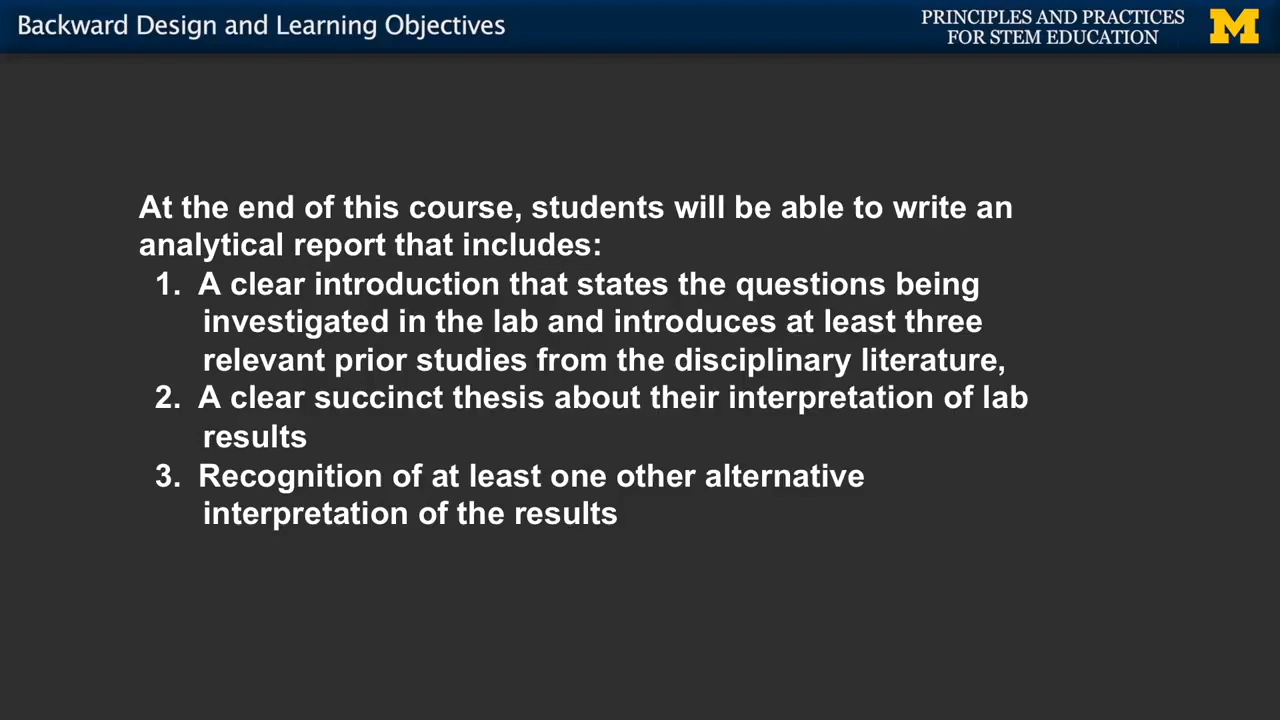 Backward Design and Learning Objectives
PRINCIPLES AND PRACTICES
FOR STEM EDUCATION
M
At the end of this course, students will be able to write an
analytical report that includes:
1. A clear introduction that states the questions being
investigated in the lab and introduces at least three
relevant prior studies from the disciplinary literature,
2. A clear succinct thesis about their interpretation of lab
results
3. Recognition of at least one other alternative
interpretation of the results